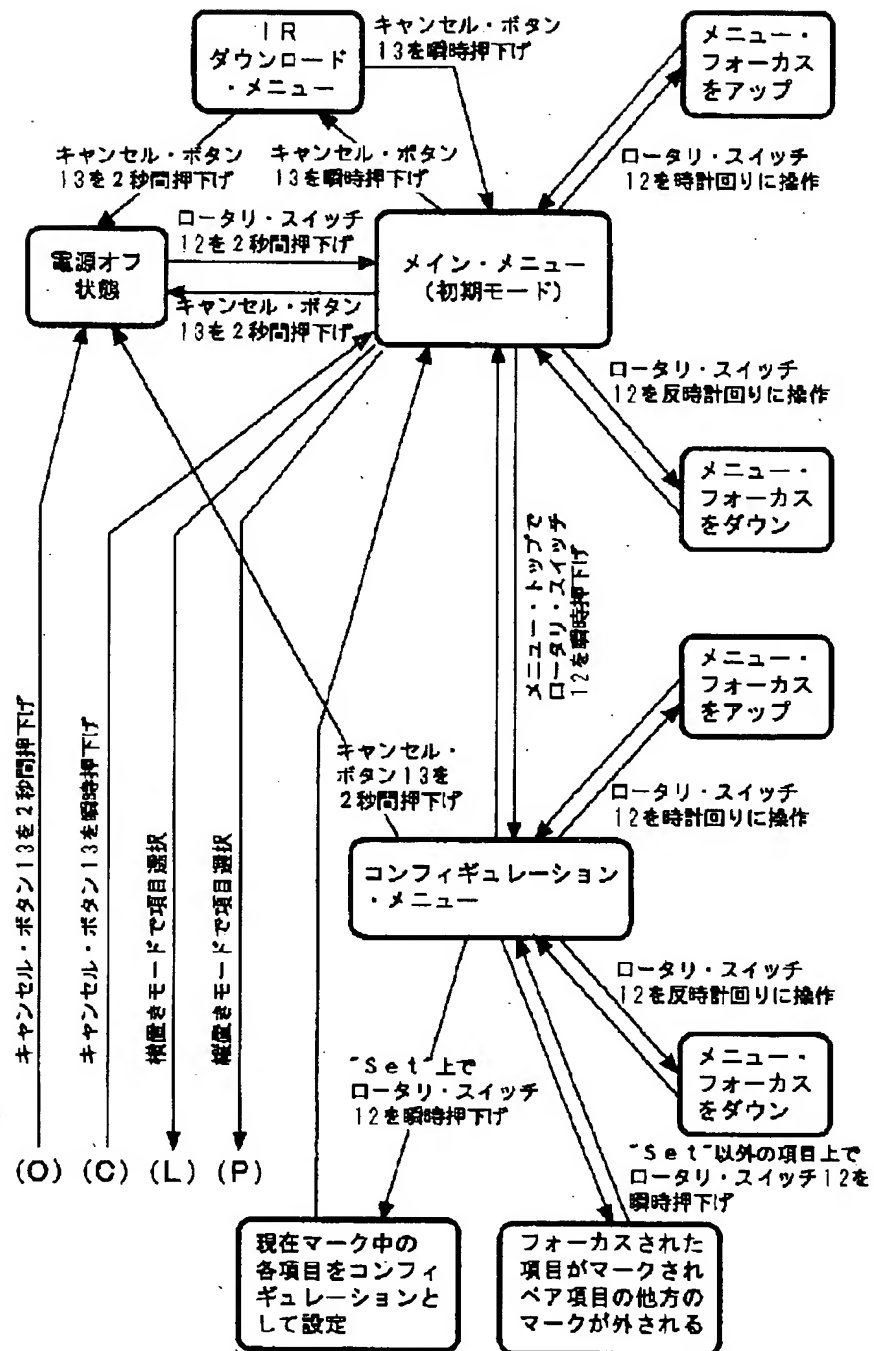 IR
ダウンロード
・メニュー
キャンセル・ボタン
13を瞬時押下げ
メニュー・
フォーカス
をアップ
キャンセル・ボタン
13を2秒間押下げ
キャンセル・ボタン
13を瞬時押下げ
ロータリ・スイッチ
12を時計回りに操作
電源オフ
状態
ロータリ・スイッチ
12を2秒間押下げ
キャンセル・ボタン
13を2秒間押下げ
メイン・メニュー
(初期モード)
ロータリ・スイッチ
12を反時計回りに操作
メニュー・
フォーカス
をダウン
メニュー・トップで
ロータリ・スイッチ
12を瞬時押下げ
メニュー・
フォーカス
をアップ
キャンセル・
ボタン13を
2秒間押下げ
ロータリ・スイッチ
12を時計回りに操作
コンフィギュレーション
・メニュー
キャンセル・ボタン13を2秒間押下げ
キャンセル・ボタン13を瞬時押下げ
横置きモードで項目選択
縦置きモードで項目選択
ロータリ・スイッチ
12を反時計回りに操作
メニュー・
フォーカス
をダウン
"Set"上で
ロータリ・スイッチ
12を瞬時押下げ
"Set"以外の項目上で
ロータリ・スイッチ12を
瞬時押下げ
(O) (C) (L) (P)
現在マーク中の
各項目をコンフィ
ギュレーションと
して設定
フォーカスされた
項目がマークされ
ペア項目の他方の
マークが外される